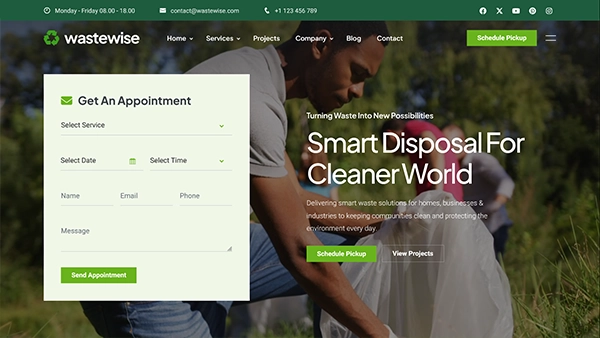 Monday - Friday 08.00 - 18.00
contact@wastewise.com
+1 123 456 789
wastewise
Home
Services
Projects
Company
Blog
Contact
Schedule Pickup
Get An Appointment
Select Service
Select Date
Select Time
Name
Email
Phone
Message
Send Appointment
Turning Waste Into New Possibilities
Smart Disposal For
Cleaner World
Delivering smart waste solutions for homes, businesses &
industries to keeping communities clean and protecting the
environment every day.
Schedule Pickup
View Projects